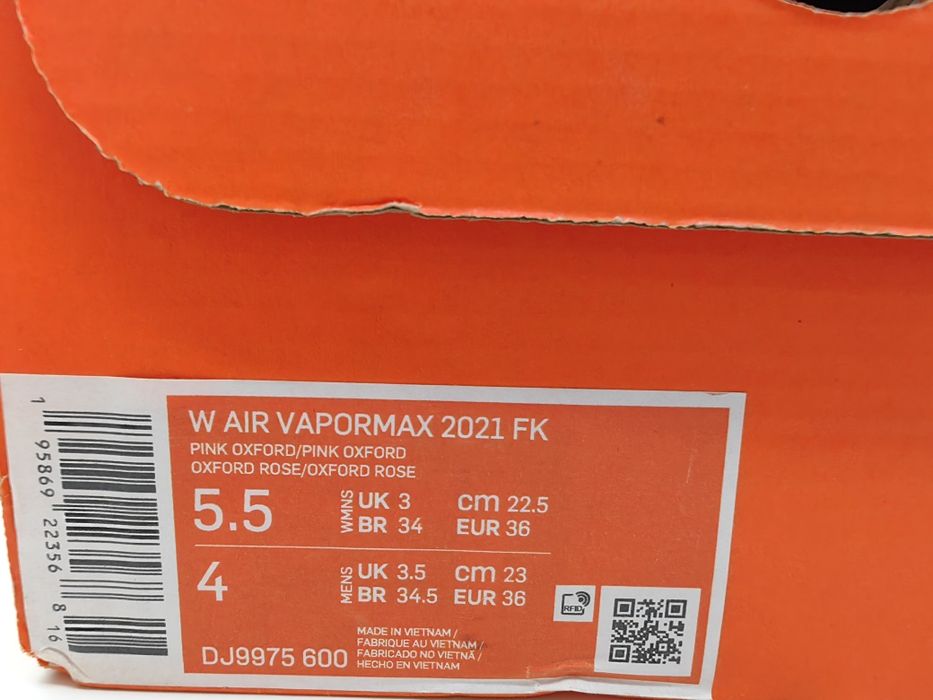 W AIR VAPORMAX 2021 FK
PINK OXFORD/PINK OXFORD
OXFORD ROSE/OXFORD ROSE
5.5 WMNS UK 3 cm 22.5
BR 34 EUR 36
4 MENS UK 3.5 cm 23
BR 34.5 EUR 36
RFID
DJ9975 600
MADE IN VIETNAM /
FABRIQUE AU VIETNAM /
FABRICADO NO VIETNÃ /
HECHO EN VIETNAM
1 95869 22356 8 16